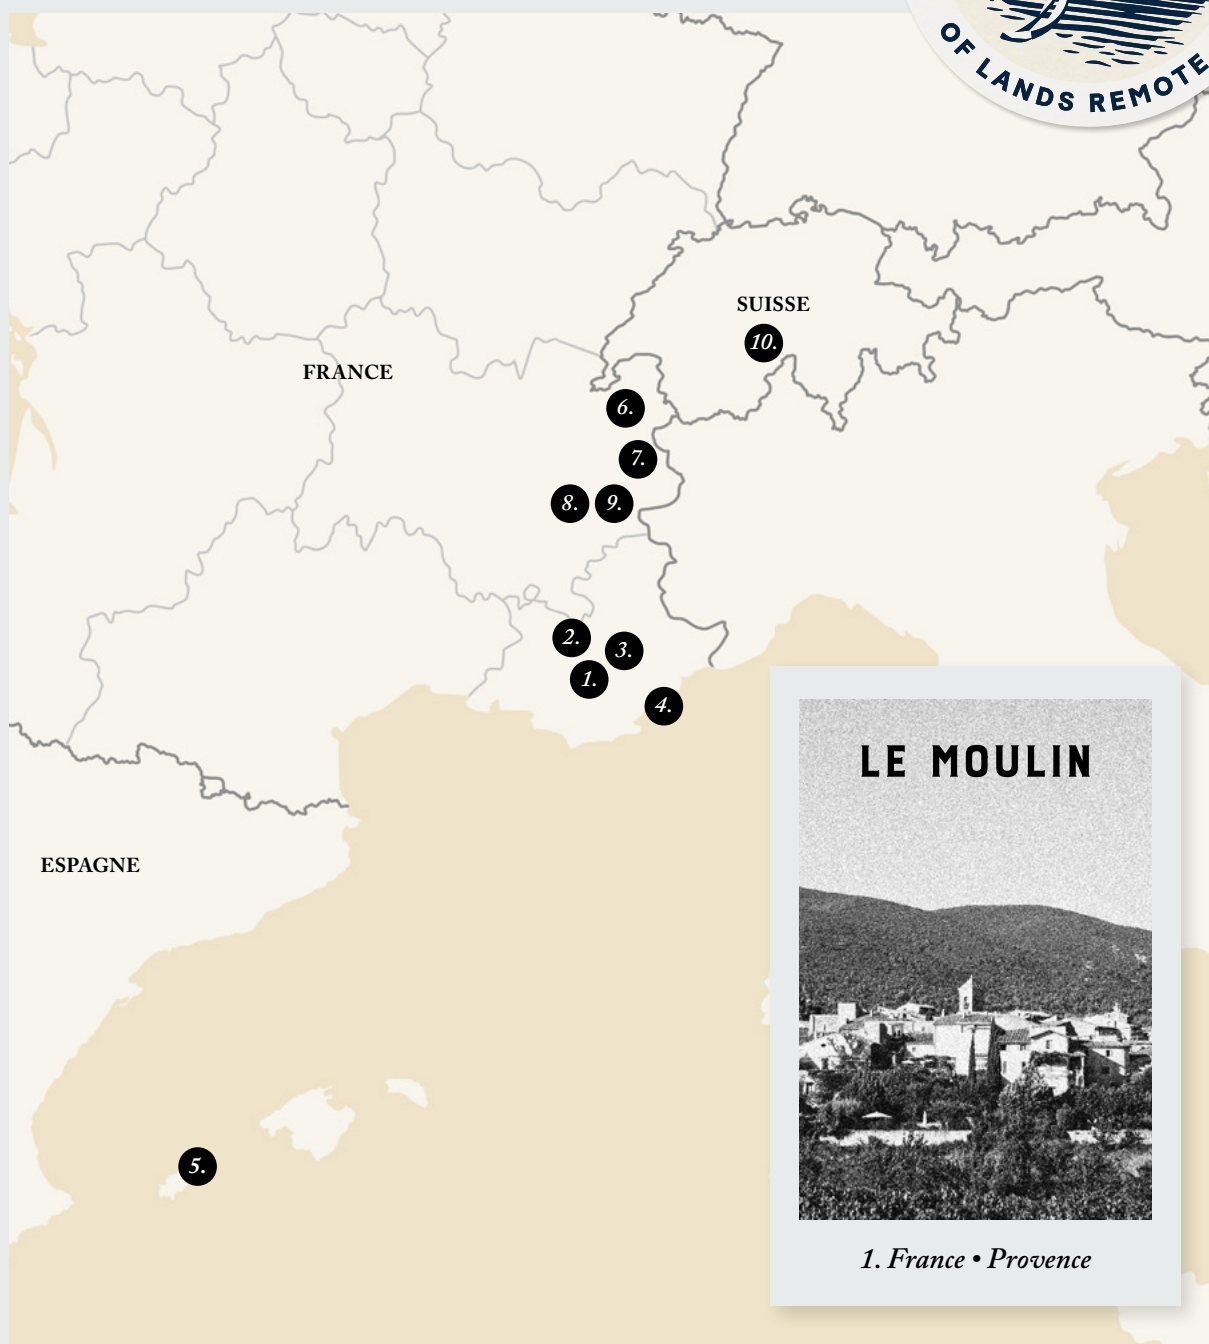 OF LANDS REMOTE
SUISSE
10.
FRANCE
6.
7.
8.
9.
2.
3.
1.
4.
ESPAGNE
5.
LE MOULIN
1. France • Provence